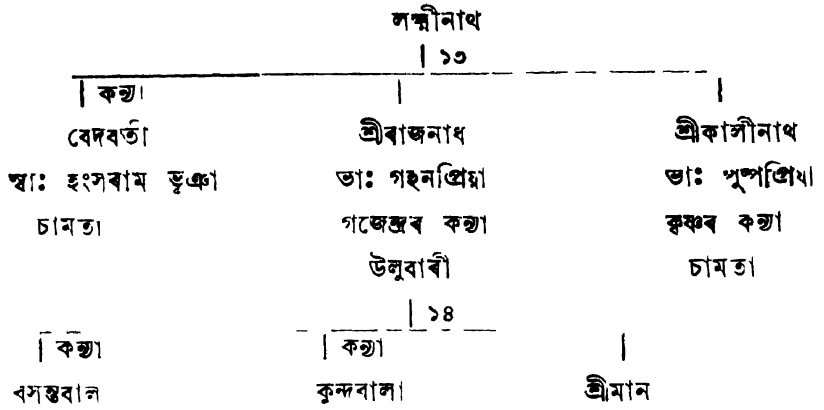 লক্ষ্মীনাথ
১৩
কন্যা
বেদবৰ্তা শ্ৰীৰাজনাথ শ্ৰীকাশীনাথ
স্বাঃ হংসৰাম ভূঞা ভাঃ গহনপ্ৰিয়া ভাঃ পুষ্পপ্ৰিয়া
চামতা গজেন্দ্ৰৰ কন্যা কৃষ্ণৰ কন্যা
উলুবাৰী চামতা
১৪
কন্যা কন্যা
বসন্তবাল কুন্দবালা শ্ৰীমান